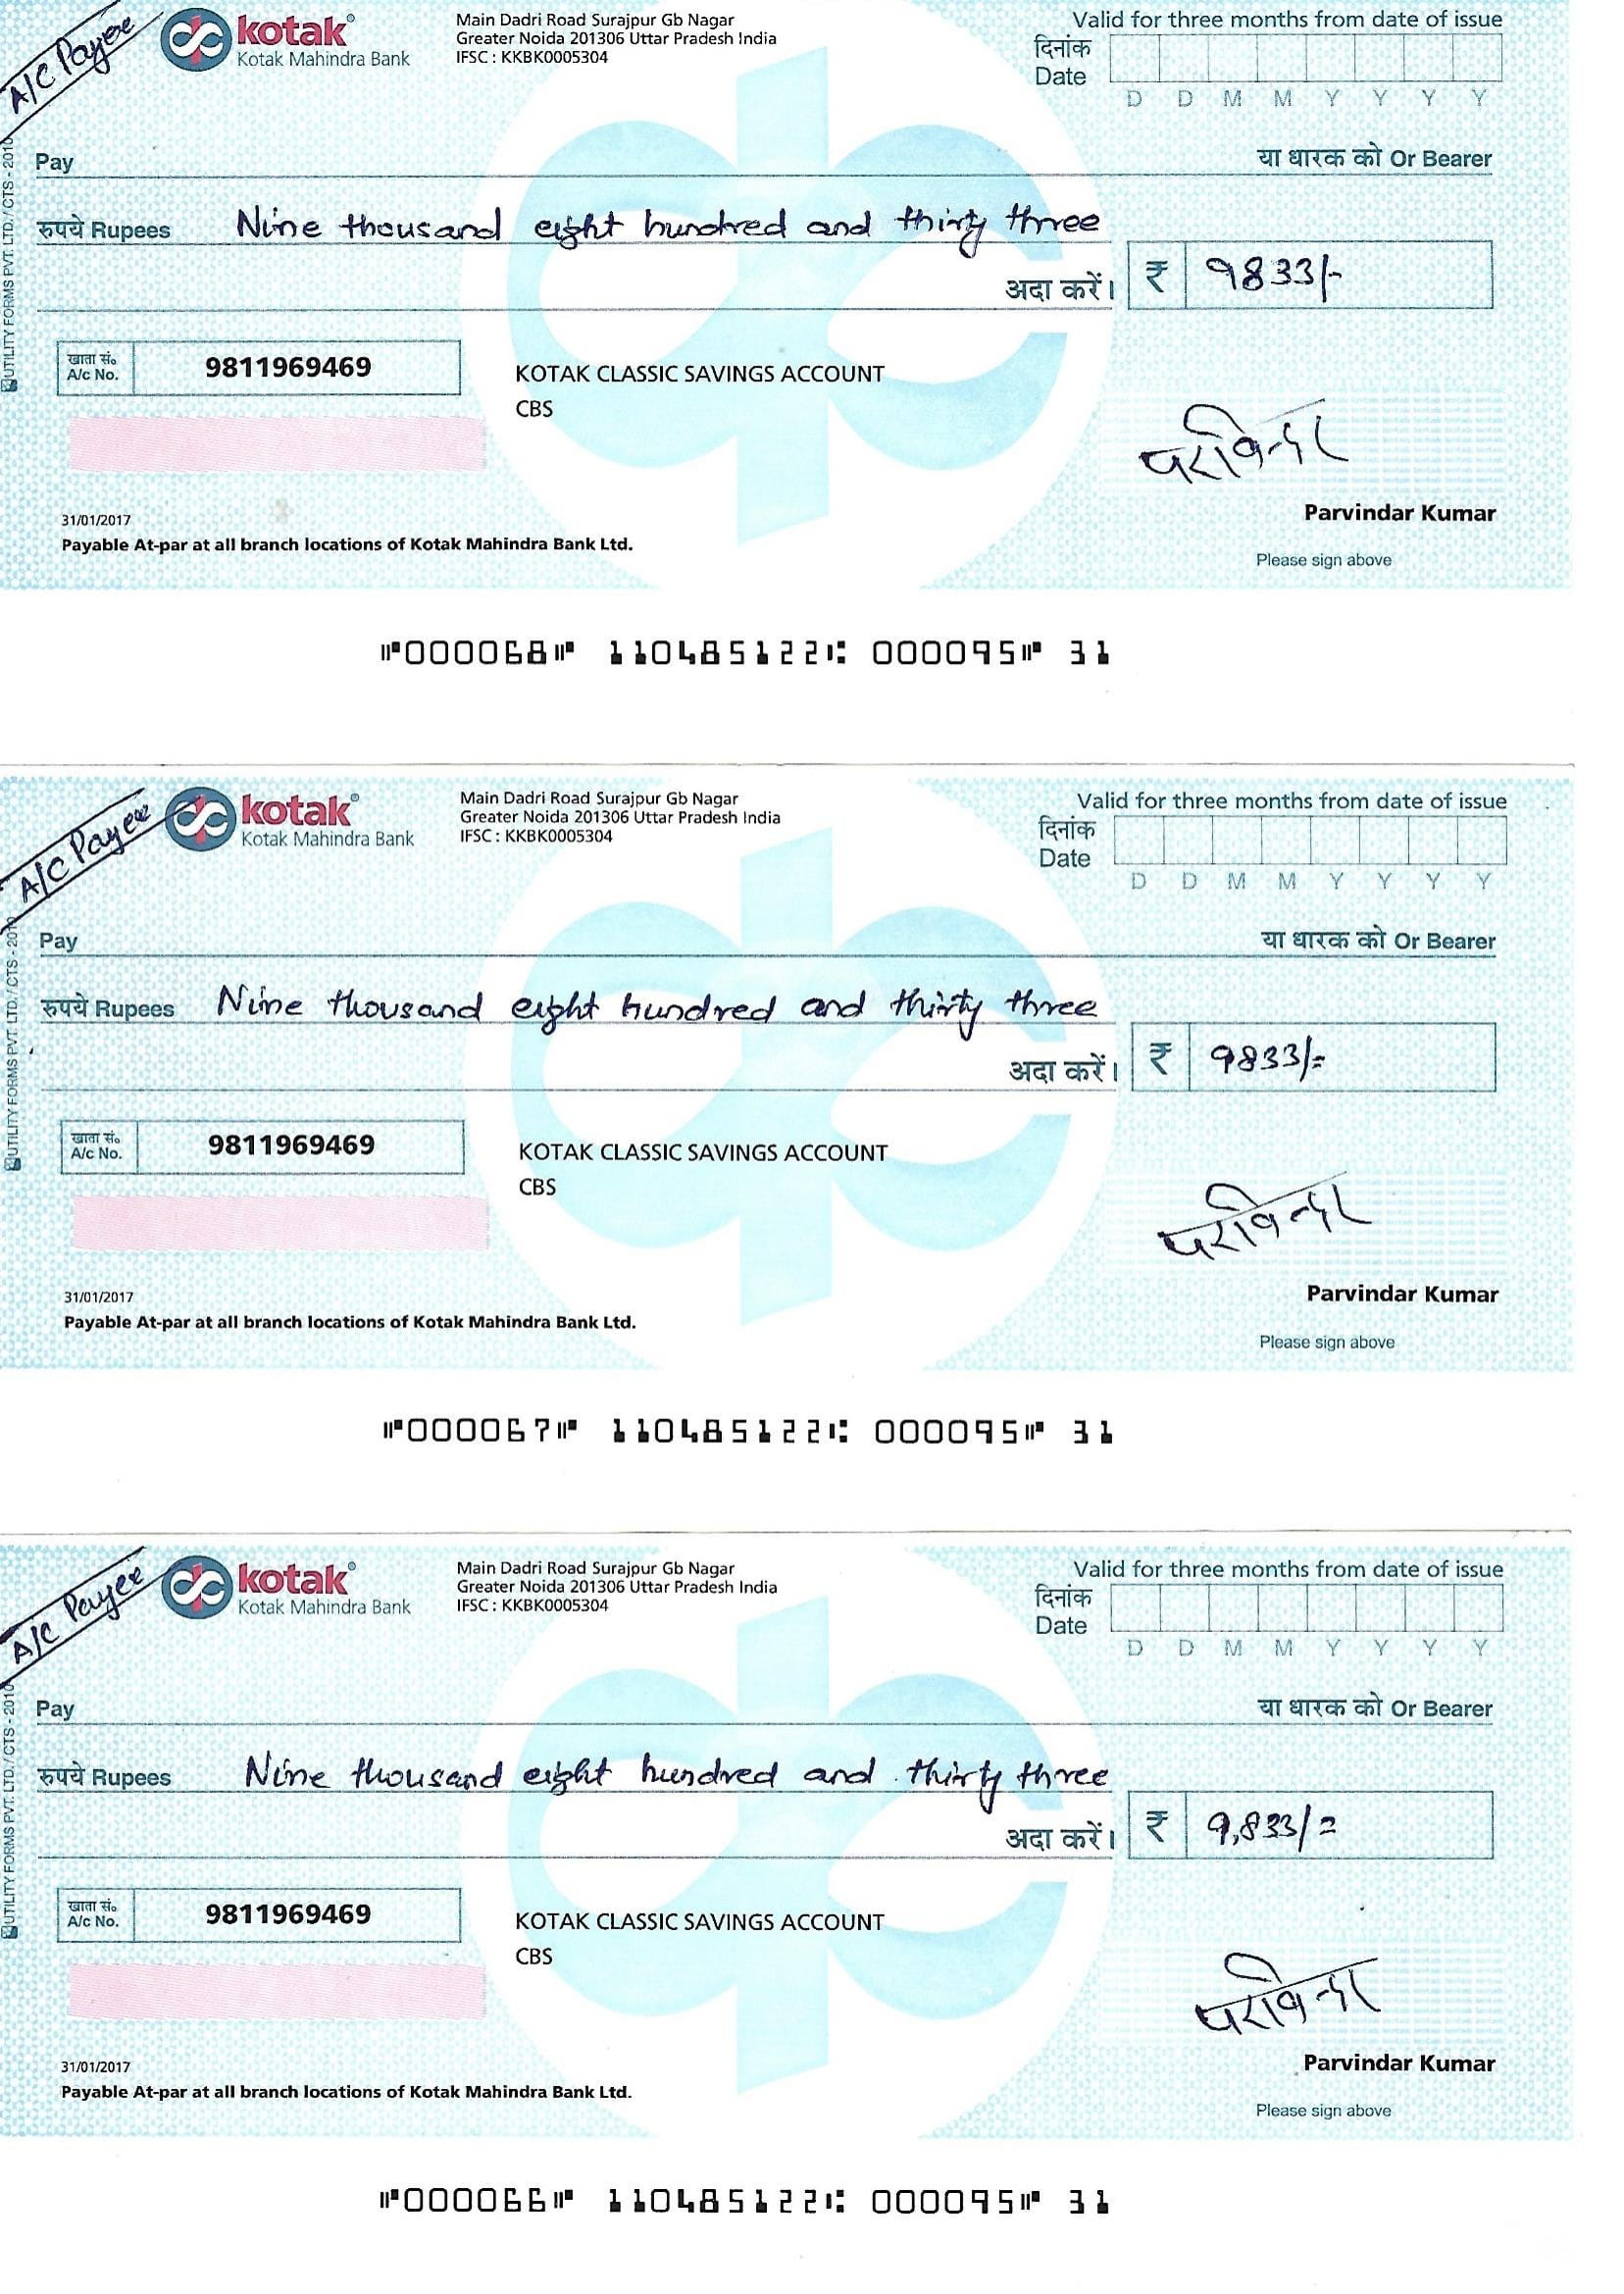 A/C Payee
kotak®
Kotak Mahindra Bank
Main Dadri Road Surajpur Gb Nagar
Greater Noida 201306 Uttar Pradesh India
IFSC : KKBK0005304
Valid for three months from date of issue
दिनांक
Date
D D M M Y Y Y Y
Pay
या धारक को Or Bearer
रुपये Rupees Nine thousand eight hundred and thirty three
अदा करें। ₹ 9833/-
खाता सं॰
A/c No. 9811969469
KOTAK CLASSIC SAVINGS ACCOUNT
CBS
UTILITY FORMS PVT. LTD./ CTS - 2010
परविन्दर
Parvindar Kumar
31/01/2017
Payable At-par at all branch locations of Kotak Mahindra Bank Ltd.
Please sign above
⑈000068⑈ 110485122⑆ 000095⑈ 31
A/C Payee
kotak®
Kotak Mahindra Bank
Main Dadri Road Surajpur Gb Nagar
Greater Noida 201306 Uttar Pradesh India
IFSC : KKBK0005304
Valid for three months from date of issue
दिनांक
Date
D D M M Y Y Y Y
Pay
या धारक को Or Bearer
रुपये Rupees Nine thousand eight hundred and thirty three
अदा करें। ₹ 9833/=
खाता सं॰
A/c No. 9811969469
KOTAK CLASSIC SAVINGS ACCOUNT
CBS
UTILITY FORMS PVT. LTD./ CTS - 2010
परविन्दर
Parvindar Kumar
31/01/2017
Payable At-par at all branch locations of Kotak Mahindra Bank Ltd.
Please sign above
⑈000067⑈ 110485122⑆ 000095⑈ 31
A/C Payee
kotak®
Kotak Mahindra Bank
Main Dadri Road Surajpur Gb Nagar
Greater Noida 201306 Uttar Pradesh India
IFSC : KKBK0005304
Valid for three months from date of issue
दिनांक
Date
D D M M Y Y Y Y
Pay
या धारक को Or Bearer
रुपये Rupees Nine thousand eight hundred and thirty three
अदा करें। ₹ 9,833/=
खाता सं॰
A/c No. 9811969469
KOTAK CLASSIC SAVINGS ACCOUNT
CBS
UTILITY FORMS PVT. LTD./ CTS - 2010
परविन्दर
Parvindar Kumar
31/01/2017
Payable At-par at all branch locations of Kotak Mahindra Bank Ltd.
Please sign above
⑈000066⑈ 110485122⑆ 000095⑈ 31